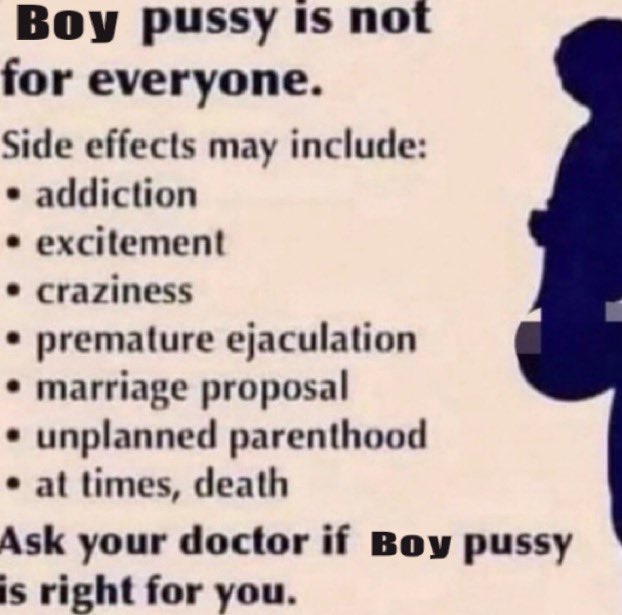 Boy pussy is not
for everyone.
Side effects may include:
• addiction
• excitement
• craziness
• premature ejaculation
• marriage proposal
• unplanned parenthood
• at times, death
Ask your doctor if Boy pussy
is right for you.